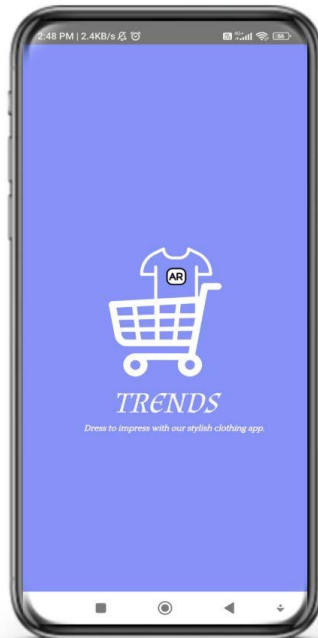 2:48 PM | 2.4KB/s
AR
TRENDS
Dress to impress with our stylish clothing app.